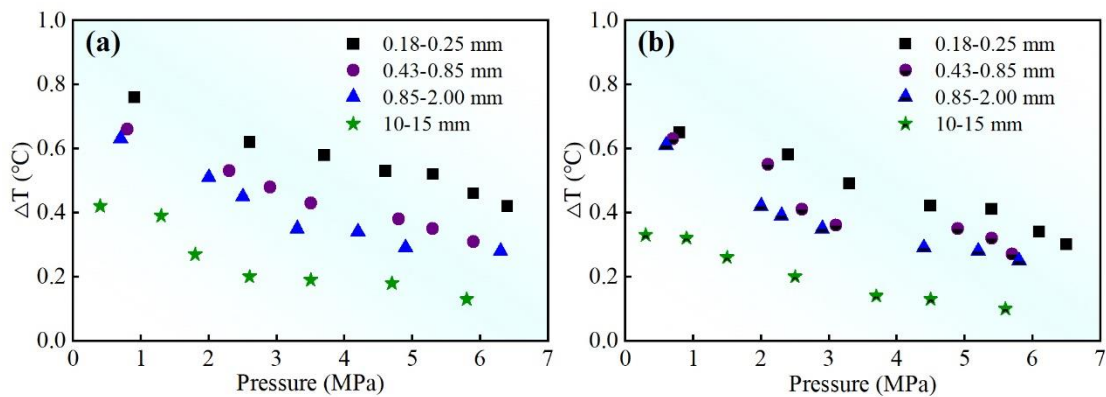 (a)
0.18-0.25 mm
0.43-0.85 mm
0.85-2.00 mm
10-15 mm
1.0
0.8
0.6
0.4
0.2
0.0
△T (℃)
0 1 2 3 4 5 6 7
Pressure (MPa)
(b)
0.18-0.25 mm
0.43-0.85 mm
0.85-2.00 mm
10-15 mm
1.0
0.8
0.6
0.4
0.2
0.0
△T (℃)
0 1 2 3 4 5 6 7
Pressure (MPa)